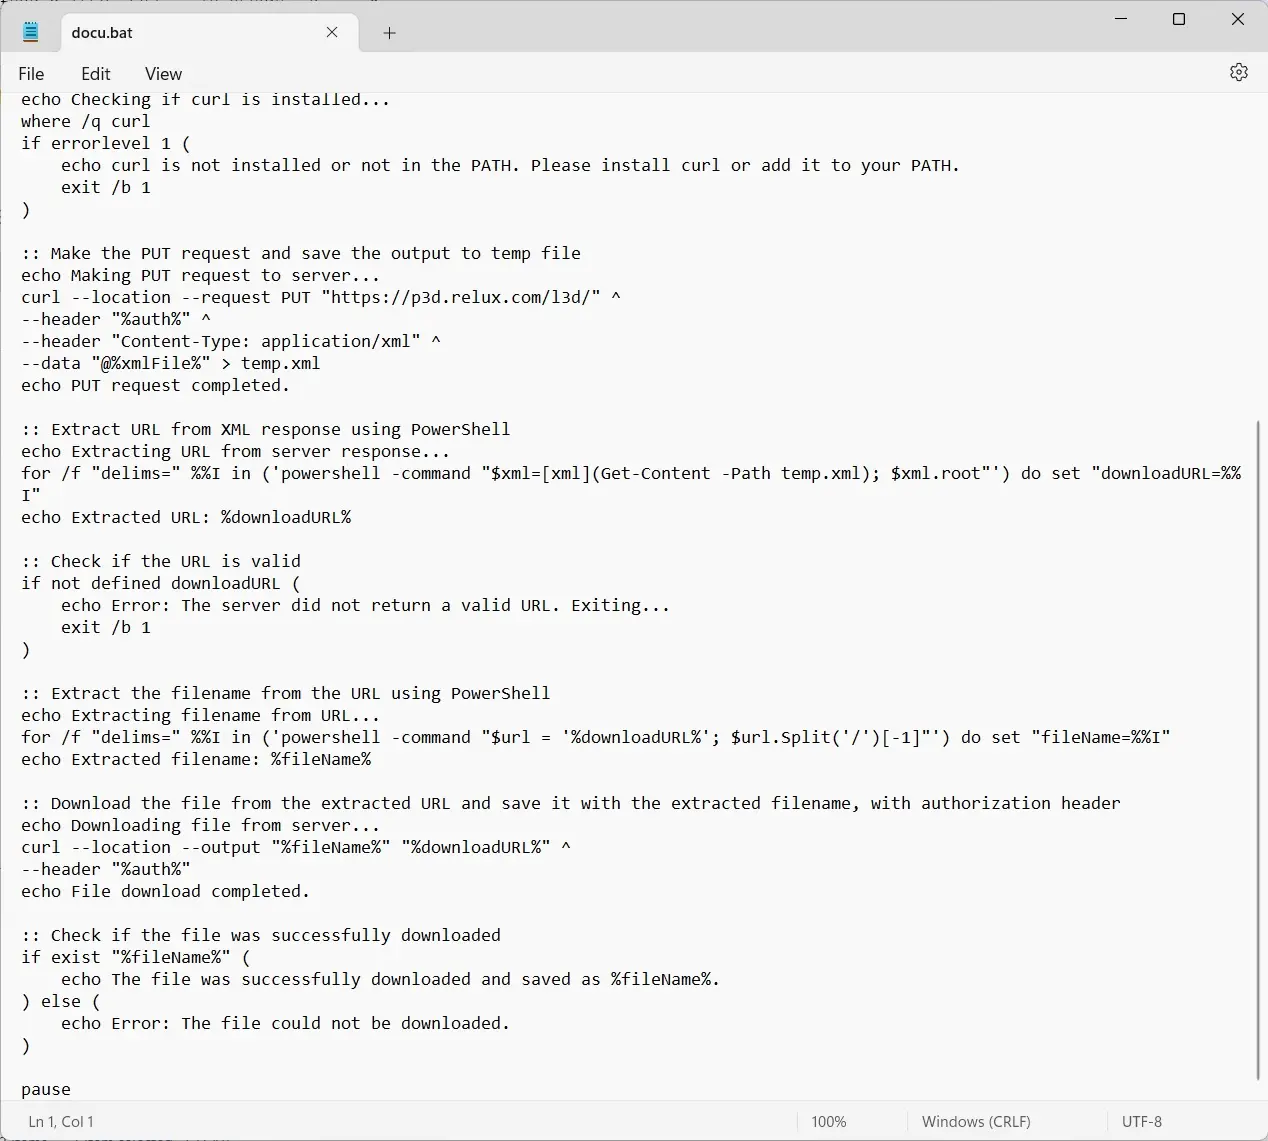 docu.bat
File Edit View
echo Checking if curl is installed...
where /q curl
if errorlevel 1 (
    echo curl is not installed or not in the PATH. Please install curl or add it to your PATH.
    exit /b 1
)

:: Make the PUT request and save the output to temp file
echo Making PUT request to server...
curl --location --request PUT "https://p3d.relux.com/l3d/" ^
--header "%auth%" ^
--header "Content-Type: application/xml" ^
--data "@%xmlFile%" > temp.xml
echo PUT request completed.

:: Extract URL from XML response using PowerShell
echo Extracting URL from server response...
for /f "delims=" %%I in ('powershell -command "$xml=[xml](Get-Content -Path temp.xml); $xml.root"') do set "downloadURL=%%
I"
echo Extracted URL: %downloadURL%

:: Check if the URL is valid
if not defined downloadURL (
    echo Error: The server did not return a valid URL. Exiting...
    exit /b 1
)

:: Extract the filename from the URL using PowerShell
echo Extracting filename from URL...
for /f "delims=" %%I in ('powershell -command "$url = '%downloadURL%'; $url.Split('/')[-1]"') do set "fileName=%%I"
echo Extracted filename: %fileName%

:: Download the file from the extracted URL and save it with the extracted filename, with authorization header
echo Downloading file from server...
curl --location --output "%fileName%" "%downloadURL%" ^
--header "%auth%"
echo File download completed.

:: Check if the file was successfully downloaded
if exist "%fileName%" (
    echo The file was successfully downloaded and saved as %fileName%.
) else (
    echo Error: The file could not be downloaded.
)

pause
Ln 1, Col 1 100% Windows (CRLF) UTF-8